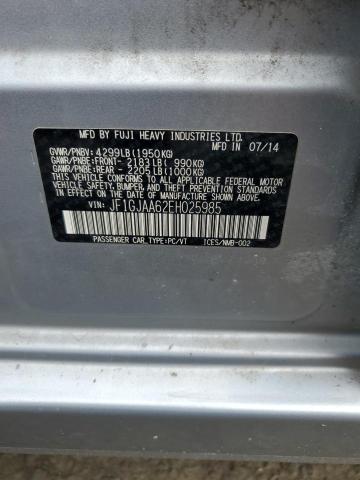 MFD BY FUJI HEAVY INDUSTRIES LTD.
MADE IN 07/14
GVWR/PNBV: 4299LB (1950KG)
GAWR/PNBE:FRONT- 2183LB ( 990KG)
GAWR/PNBE:REAR - 2205LB (1000KG)
THIS VEHICLE CONFORMS TO ALL APPLICABLE FEDERAL MOTOR
VEHICLE SAFETY, BUMPER, AND THEFT PREVENTION STANDARDS
IN EFFECT ON THE DATE OF MANUFACTURE SHOWN ABOVE.
VIN: JF1GJAA62EH025985
PASSENGER CAR TYPE:PC/VT ICES/NMB-002